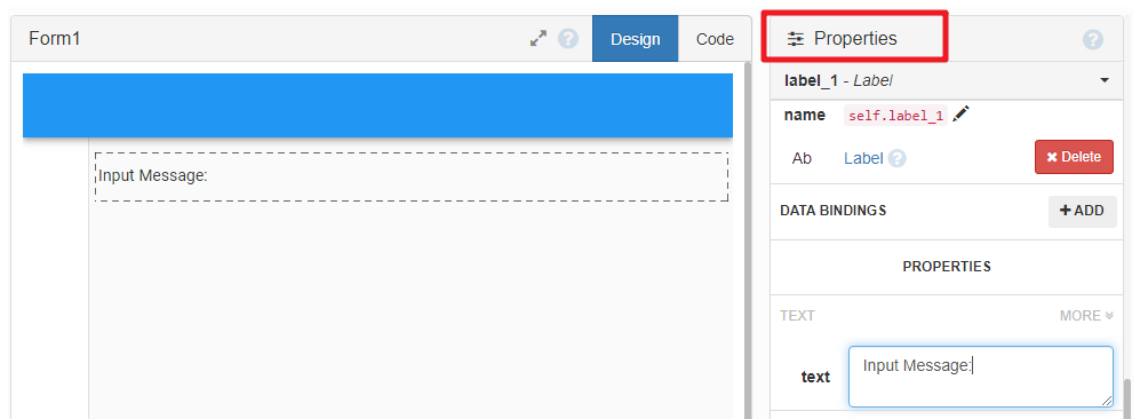 Form1
Design
Code
Input Message:
Properties
label_1 - Label
name self.label_1
Ab Label
Delete
DATA BINDINGS
+ ADD
PROPERTIES
TEXT
MORE
text
Input Message: